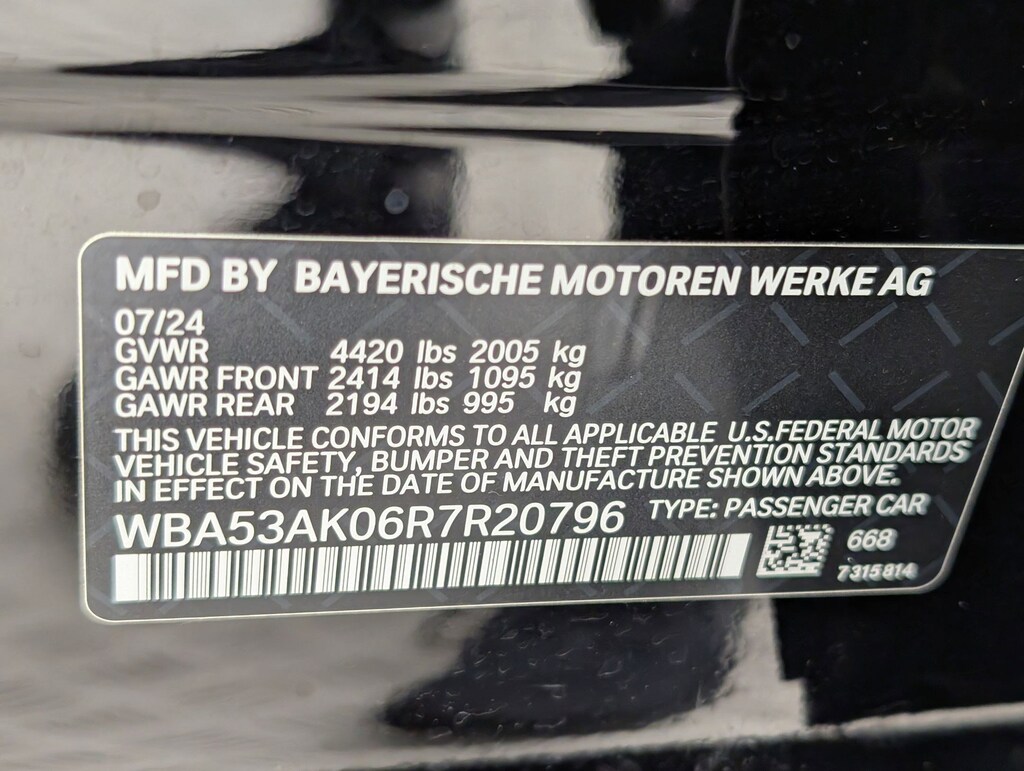 MFD BY BAYERISCHE MOTOREN WERKE AG
07/24
GVWR 4420 lbs 2005 kg
GAWR FRONT 2414 lbs 1095 kg
GAWR REAR 2194 lbs 995 kg
THIS VEHICLE CONFORMS TO ALL APPLICABLE U.S.FEDERAL MOTOR
VEHICLE SAFETY, BUMPER AND THEFT PREVENTION STANDARDS
IN EFFECT ON THE DATE OF MANUFACTURE SHOWN ABOVE.
WBA53AK06R7R20796 TYPE: PASSENGER CAR
668
7315814